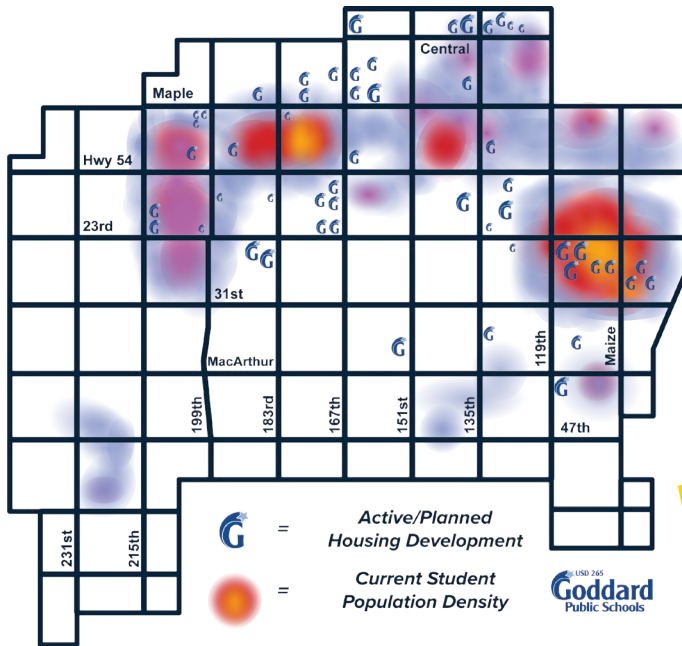 Central
Maple
Hwy 54
23rd
31st
MacArthur
199th
183rd
167th
151st
135th
119th
Maize
47th
231st
215th
G = Active/Planned
Housing Development
= Current Student
Population Density
USD 265
Goddard
Public Schools